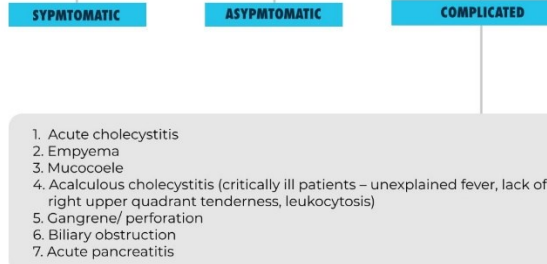 SYPMTOMATIC
ASYPMTOMATIC
COMPLICATED
1. Acute cholecystitis
2. Empyema
3. Mucocoele
4. Acalculous cholecystitis (critically ill patients – unexplained fever, lack of
right upper quadrant tenderness, leukocytosis)
5. Gangrene/ perforation
6. Biliary obstruction
7. Acute pancreatitis